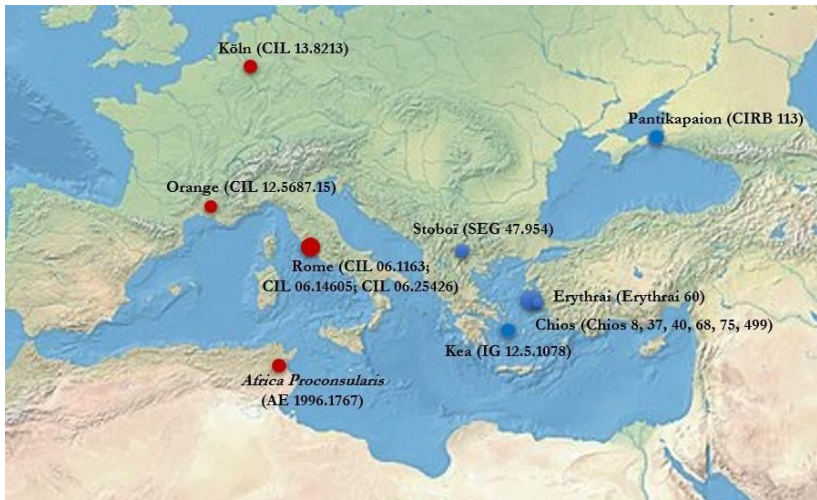 Köln (CIL 13.8213)
Pantikapaion (CIRB 113)
Orange (CIL 12.5687.15)
Stoboï (SEG 47.954)
Rome (CIL 06.1163;
CIL 06.14605; CIL 06.25426)
Erythrai (Erythrai 60)
Chios (Chios 8, 37, 40, 68, 75, 499)
Kea (IG 12.5.1078)
Africa Proconsularis
(AE 1996.1767)